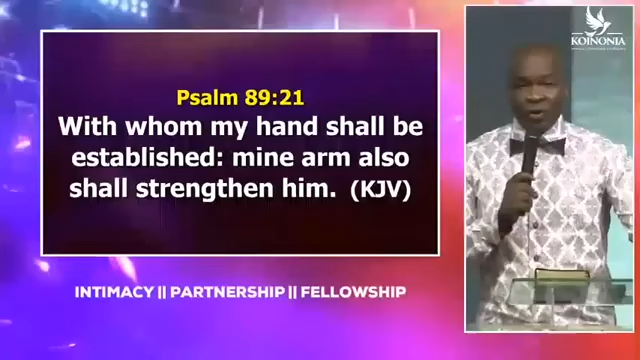 Psalm 89:21
With whom my hand shall be
established: mine arm also
shall strengthen him. (KJV)
INTIMACY || PARTNERSHIP || FELLOWSHIP
KOINONIA